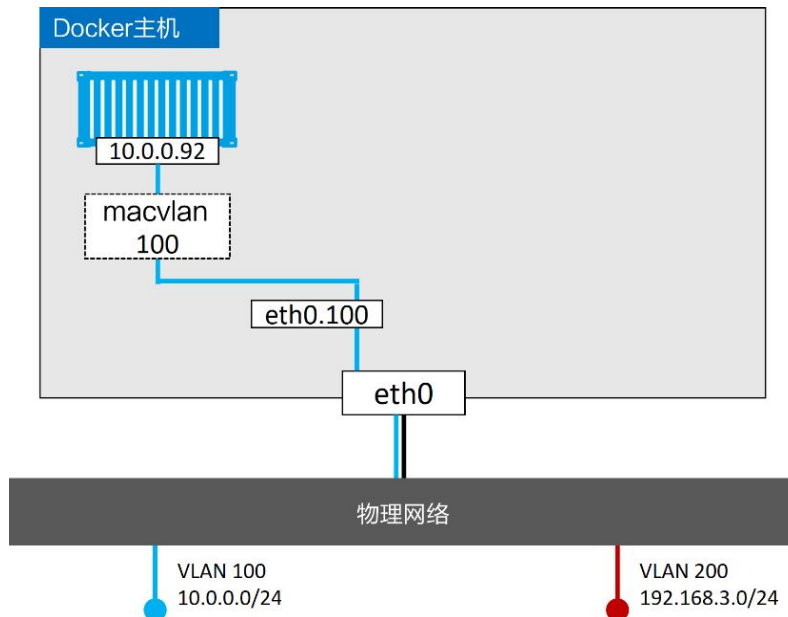 Docker主机
10.0.0.92
macvlan
100
eth0.100
eth0
物理网络
VLAN 100
10.0.0.0/24
VLAN 200
192.168.3.0/24